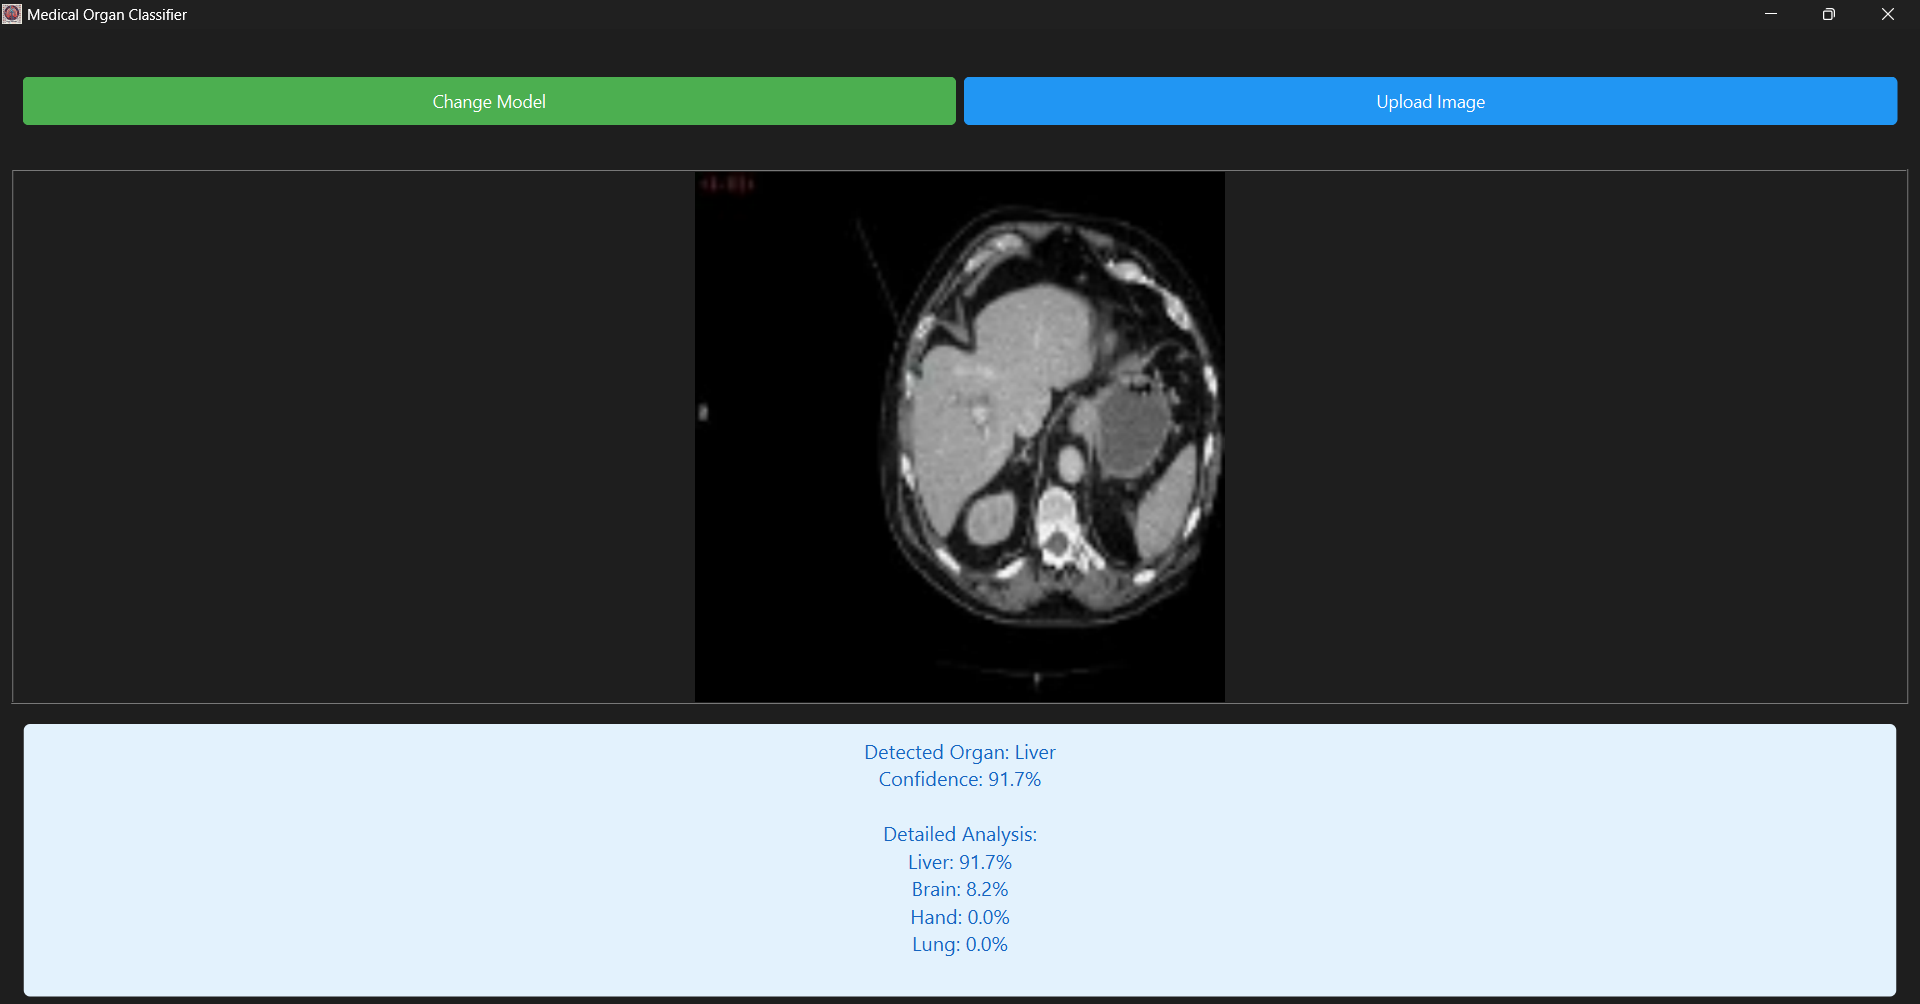 Medical Organ Classifier
Change Model
Upload Image
Detected Organ: Liver
Confidence: 91.7%
Detailed Analysis:
Liver: 91.7%
Brain: 8.2%
Hand: 0.0%
Lung: 0.0%